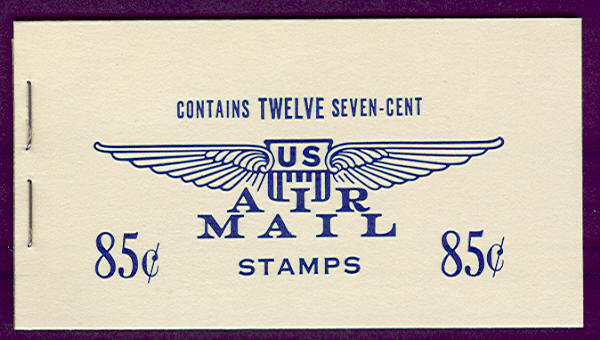 CONTAINS TWELVE SEVEN-CENT
US
AIR
MAIL
85¢ STAMPS 85¢